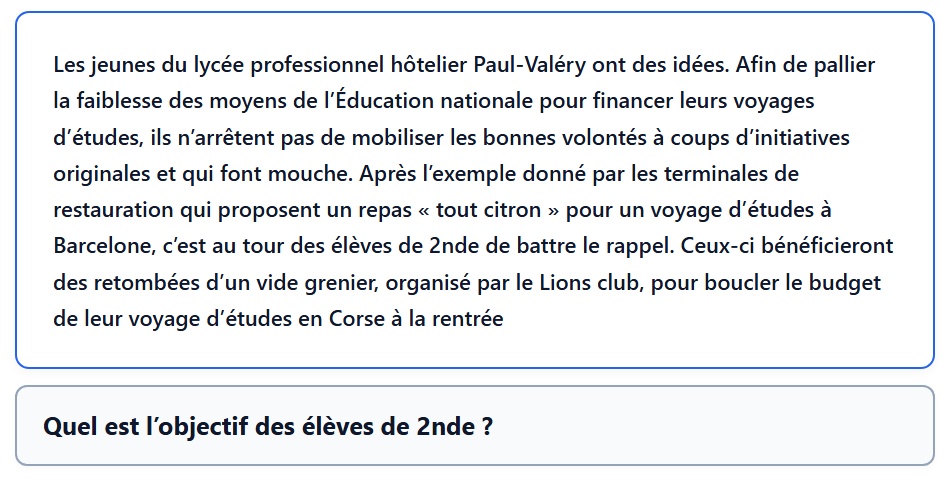 Les jeunes du lycée professionnel hôtelier Paul-Valéry ont des idées. Afin de pallier
la faiblesse des moyens de l’Éducation nationale pour financer leurs voyages
d’études, ils n’arrêtent pas de mobiliser les bonnes volontés à coups d’initiatives
originales et qui font mouche. Après l’exemple donné par les terminales de
restauration qui proposent un repas « tout citron » pour un voyage d’études à
Barcelone, c’est au tour des élèves de 2nde de battre le rappel. Ceux-ci bénéficieront
des retombées d’un vide grenier, organisé par le Lions club, pour boucler le budget
de leur voyage d’études en Corse à la rentrée
Quel est l’objectif des élèves de 2nde ?